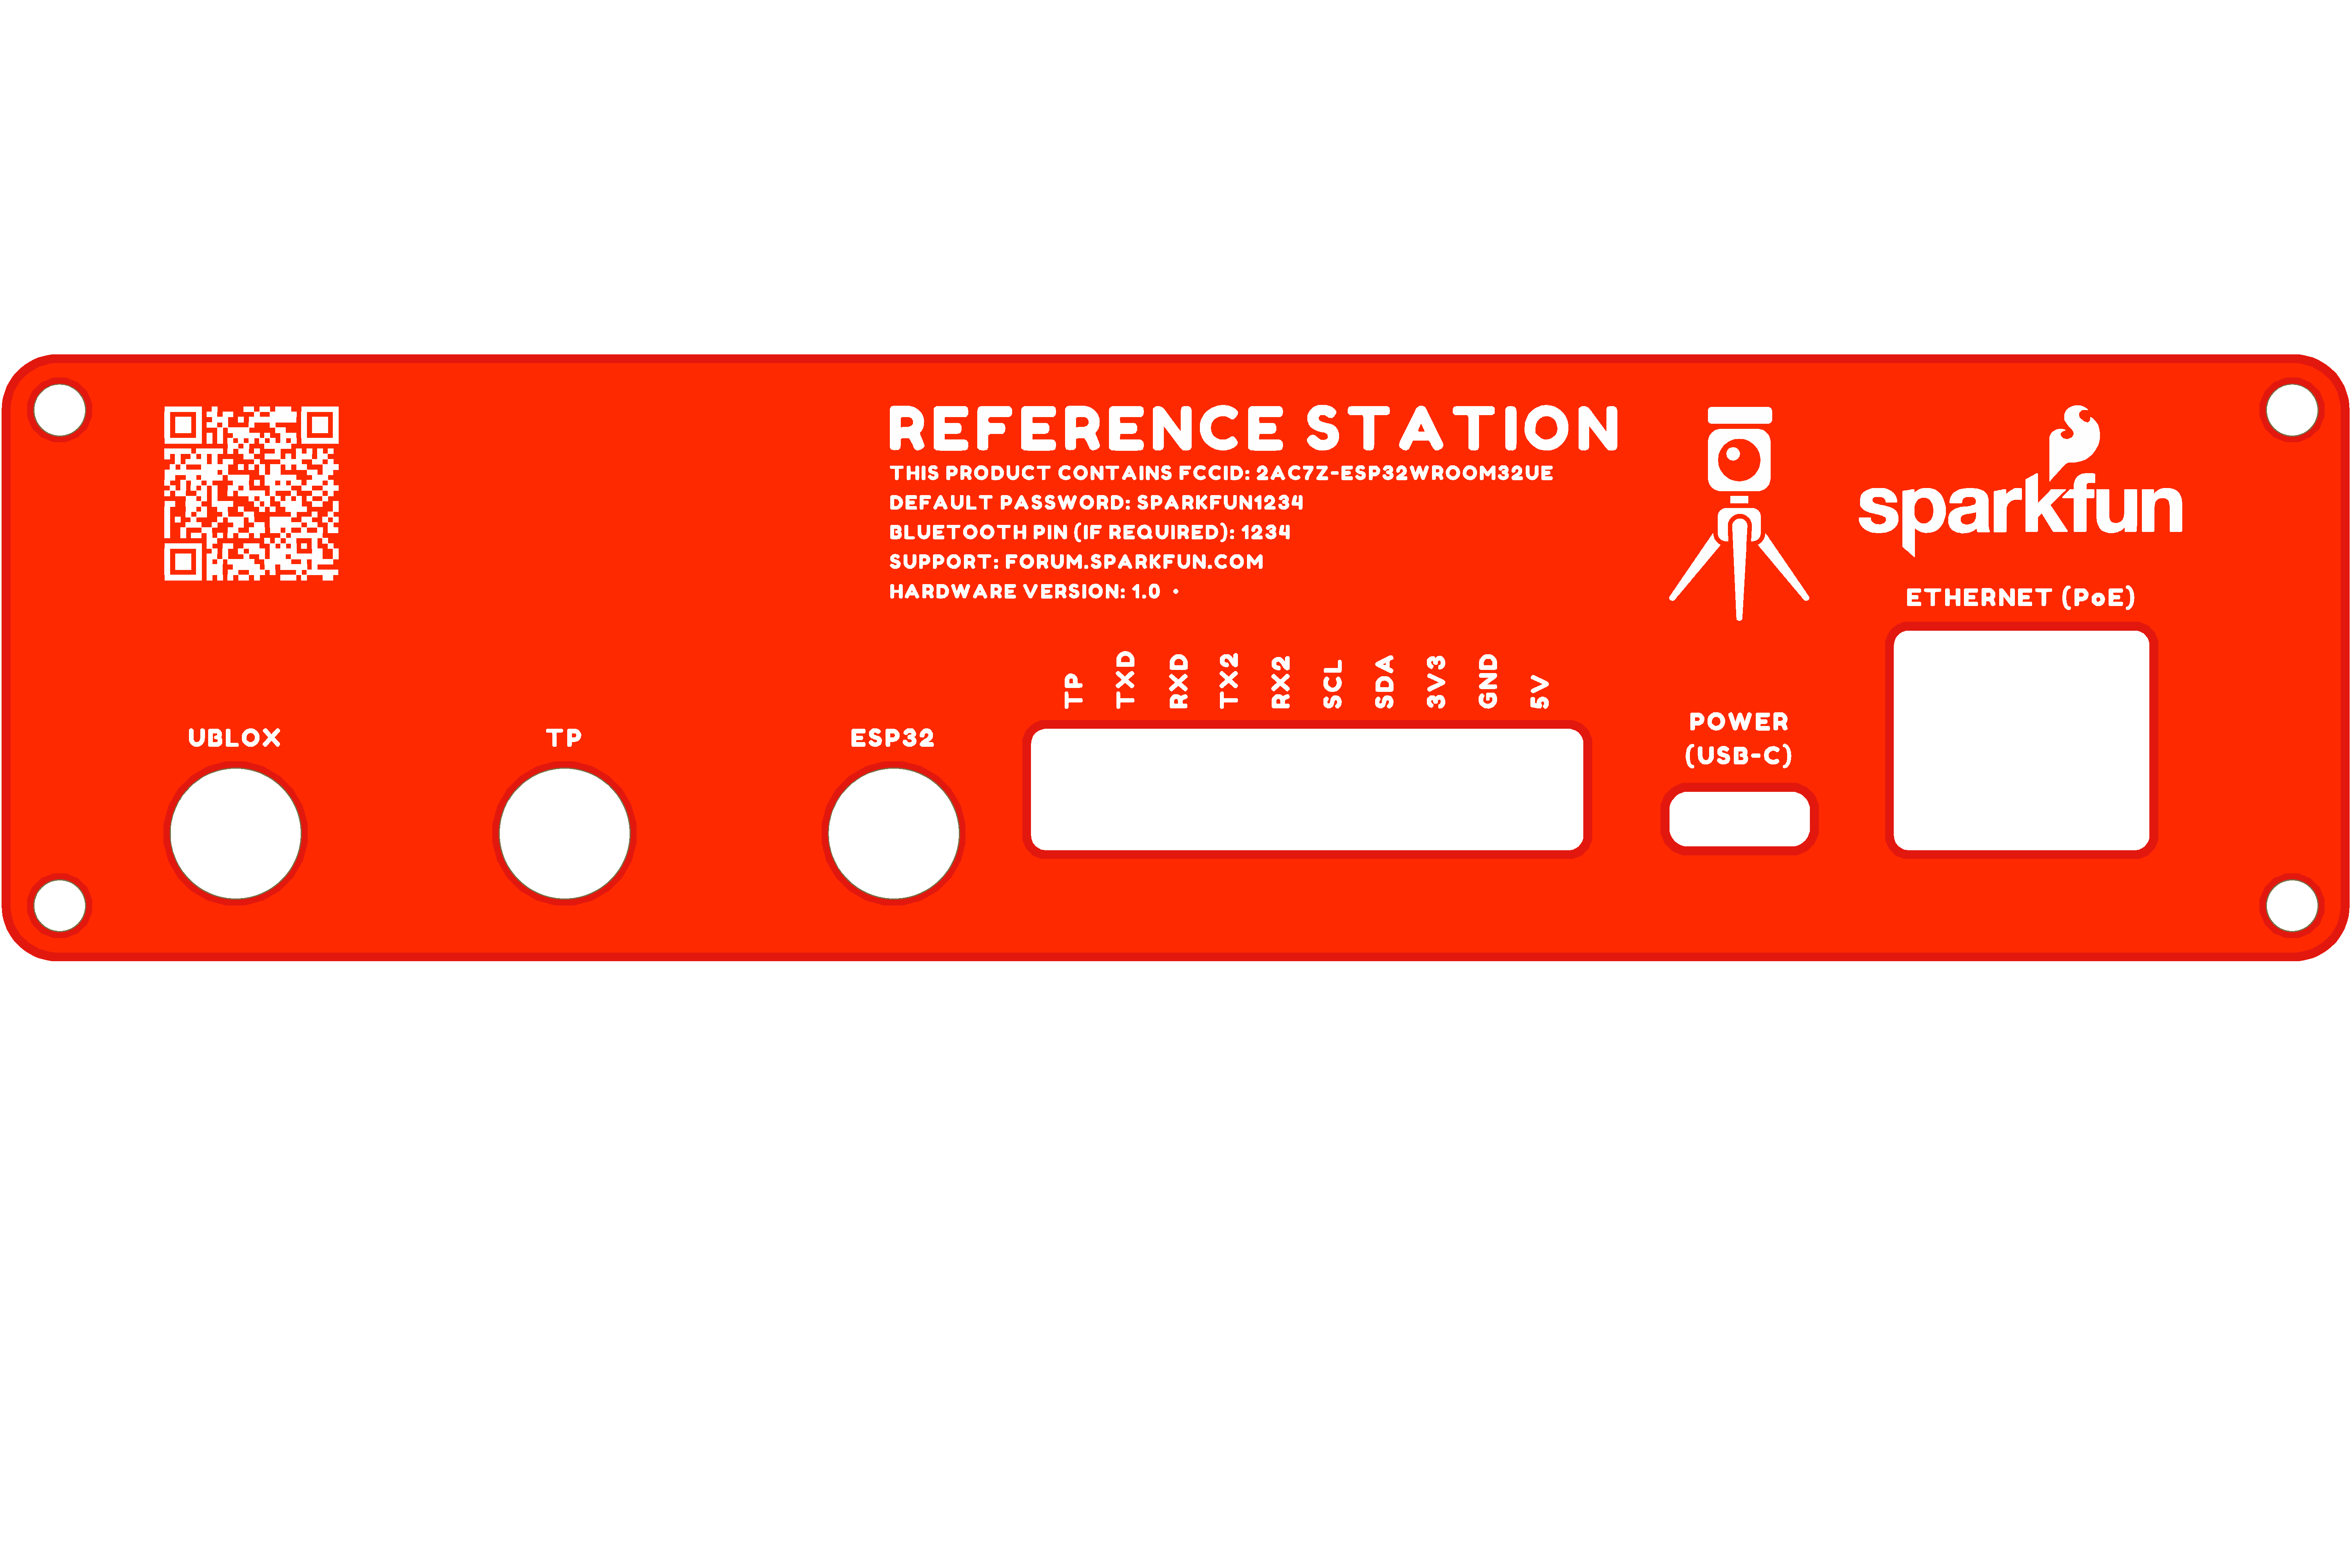 REFERENCE STATION
THIS PRODUCT CONTAINS FCCID: 2AC7Z-ESP32WROOM32UE
DEFAULT PASSWORD: SPARKFUN1234
BLUETOOTH PIN (IF REQUIRED): 1234
SUPPORT: FORUM.SPARKFUN.COM
HARDWARE VERSION: 1.0 •
sparkfun
ETHERNET (PoE)
TP
TXD
RXD
TX2
RX2
SCL
SDA
3V3
GND
5V
POWER
(USB-C)
UBLOX
TP
ESP32